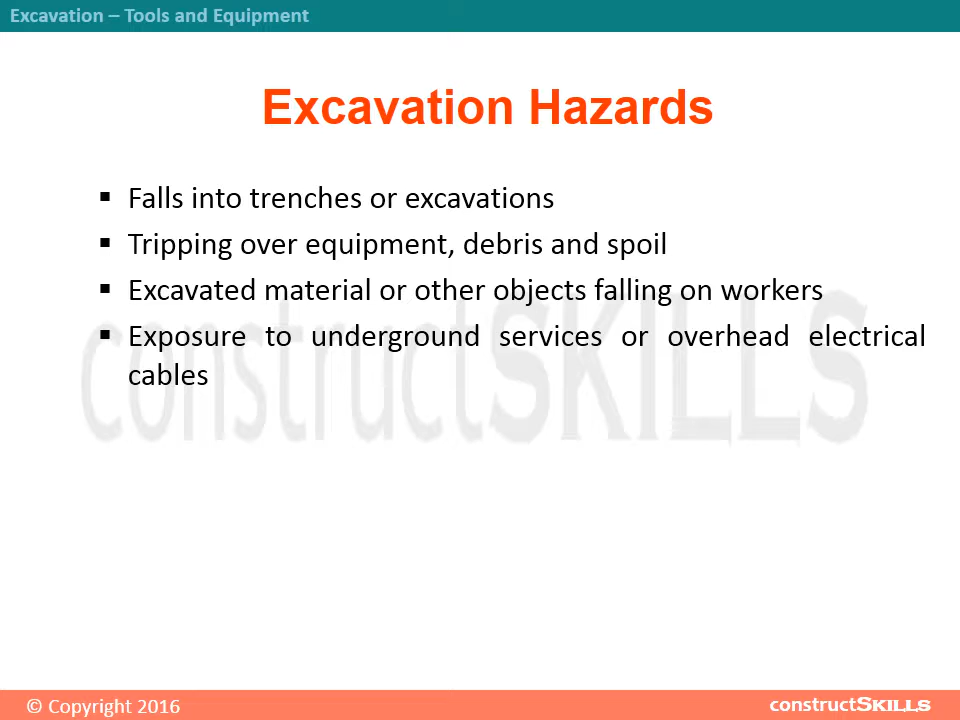 Excavation – Tools and Equipment
Excavation Hazards
▪ Falls into trenches or excavations
▪ Tripping over equipment, debris and spoil
▪ Excavated material or other objects falling on workers
▪ Exposure to underground services or overhead electrical
cables
constructSKILLS
© Copyright 2016
constructSKILLS